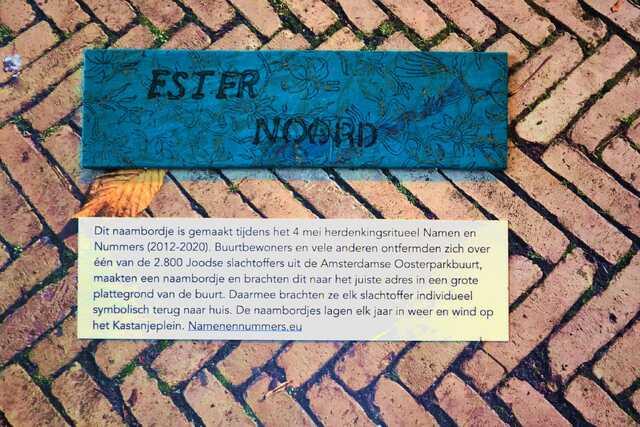 ESTER
NOORD
Dit naambordje is gemaakt tijdens het 4 mei herdenkingsritueel Namen en
Nummers (2012-2020). Buurtbewoners en vele anderen ontfermden zich over
één van de 2.800 Joodse slachtoffers uit de Amsterdamse Oosterparkbuurt,
maakten een naambordje en brachten dit naar het juiste adres in een grote
plattegrond van de buurt. Daarmee brachten ze elk slachtoffer individueel
symbolisch terug naar huis. De naambordjes lagen elk jaar in weer en wind op
het Kastanjeplein. Namenennummers.eu